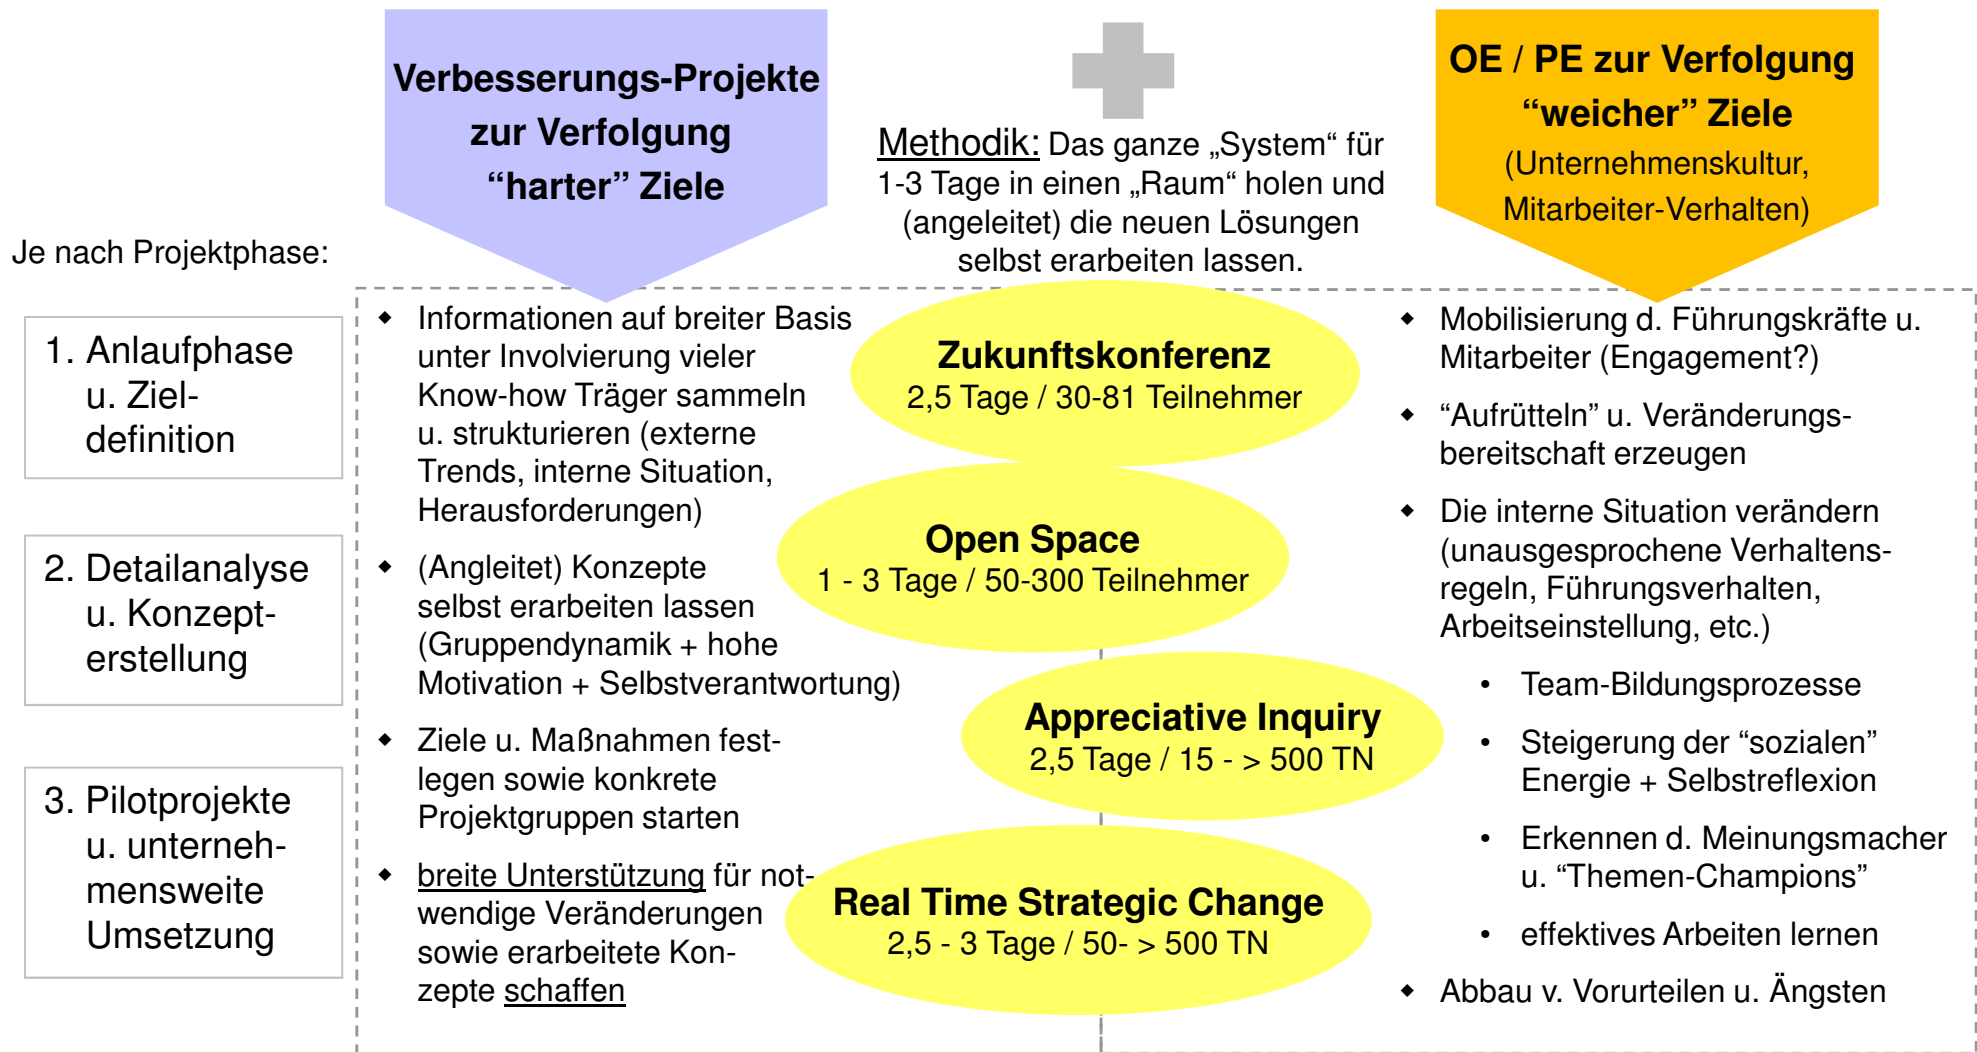 Verbesserungs-Projekte
zur Verfolgung
“harter” Ziele
Methodik: Das ganze „System“ für
1-3 Tage in einen „Raum“ holen und
(angeleitet) die neuen Lösungen
selbst erarbeiten lassen.
OE / PE zur Verfolgung
“weicher” Ziele
(Unternehmenskultur,
Mitarbeiter-Verhalten)
Je nach Projektphase:
1. Anlaufphase
u. Ziel-
definition
2. Detailanalyse
u. Konzept-
erstellung
3. Pilotprojekte
u. unterneh-
mensweite
Umsetzung
◆ Informationen auf breiter Basis
unter Involvierung vieler
Know-how Träger sammeln
u. strukturieren (externe
Trends, interne Situation,
Herausforderungen)
◆ (Angleitet) Konzepte
selbst erarbeiten lassen
(Gruppendynamik + hohe
Motivation + Selbstverantwortung)
◆ Ziele u. Maßnahmen fest-
legen sowie konkrete
Projektgruppen starten
◆ breite Unterstützung für not-
wendige Veränderungen
sowie erarbeitete Kon-
zepte schaffen
Zukunftskonferenz
2,5 Tage / 30-81 Teilnehmer
Open Space
1 - 3 Tage / 50-300 Teilnehmer
Appreciative Inquiry
2,5 Tage / 15 - > 500 TN
Real Time Strategic Change
2,5 - 3 Tage / 50- > 500 TN
◆ Mobilisierung d. Führungskräfte u.
Mitarbeiter (Engagement?)
◆ “Aufrütteln” u. Veränderungs-
bereitschaft erzeugen
◆ Die interne Situation verändern
(unausgesprochene Verhaltens-
regeln, Führungsverhalten,
Arbeitseinstellung, etc.)
• Team-Bildungsprozesse
• Steigerung der “sozialen”
Energie + Selbstreflexion
• Erkennen d. Meinungsmacher
u. “Themen-Champions”
• effektives Arbeiten lernen
◆ Abbau v. Vorurteilen u. Ängsten